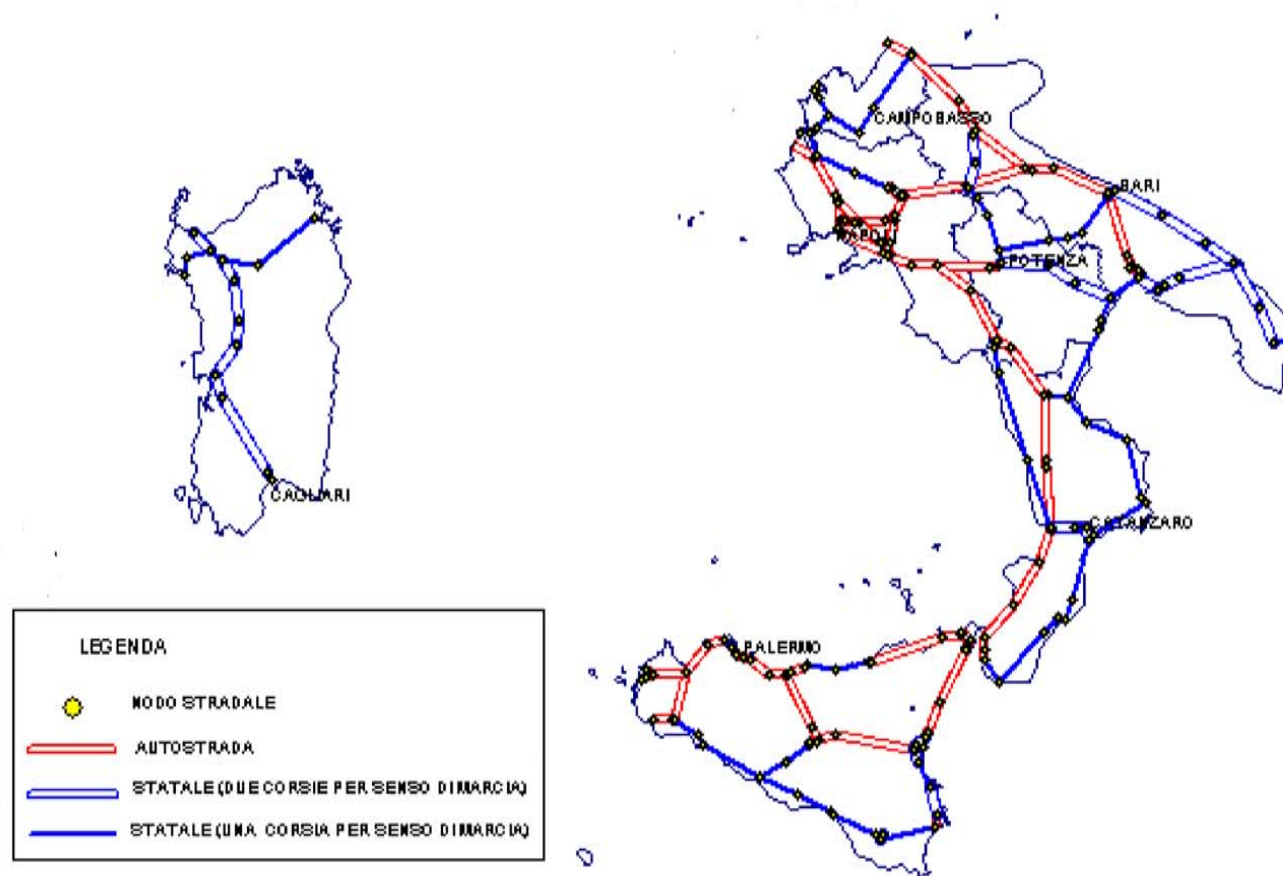 CAMPOBASSO
BARI
NAPOLI
POTENZA
CAGLIARI
CATANZARO
PALERMO
LEGENDA
NODO STRADALE
AUTOSTRADA
STATALE (DUE CORSIE PER SENSO DI MARCIA)
STATALE (UNA CORSIA PER SENSO DI MARCIA)